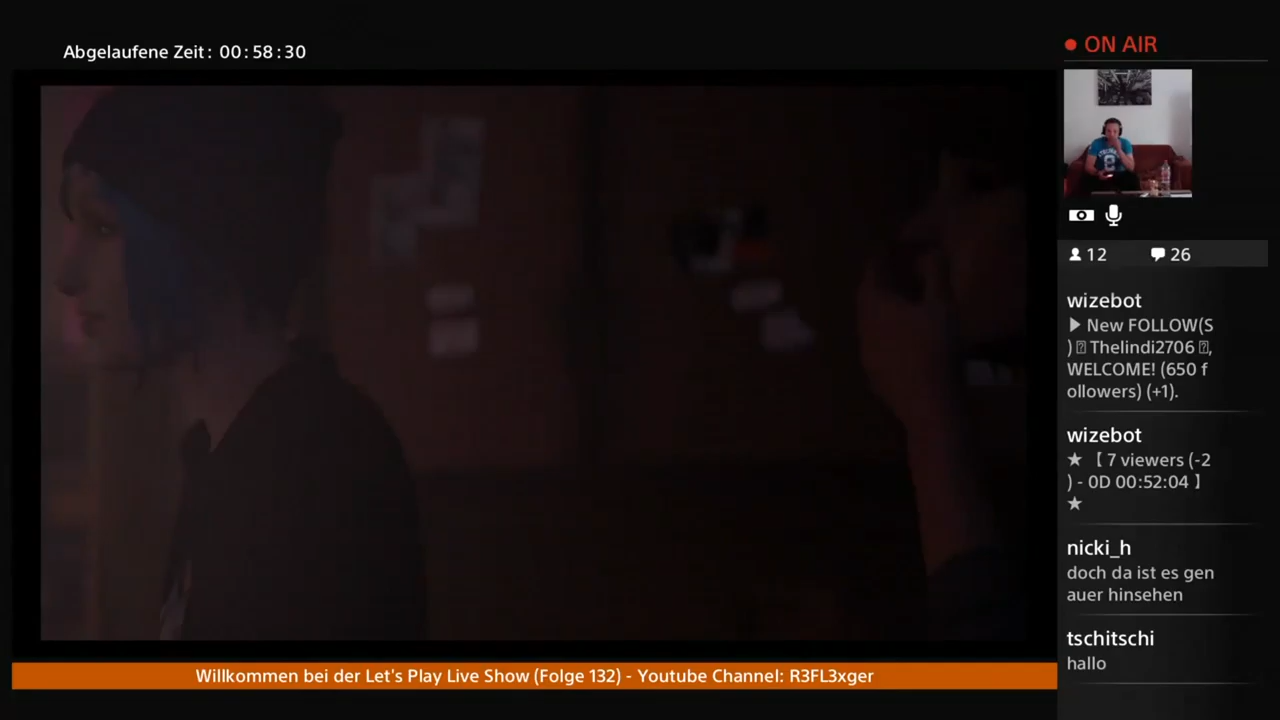 Abgelaufene Zeit: 00:58:30
ON AIR
12
26
wizebot
▶ New FOLLOW(S
) Thelindi2706 ,
WELCOME! (650 f
ollowers) (+1).
wizebot
★ 【 7 viewers (-2
) - 0D 00:52:04 】
★
nicki_h
doch da ist es gen
auer hinsehen
tschitschi
hallo
Willkommen bei der Let's Play Live Show (Folge 132) - Youtube Channel: R3FL3xger